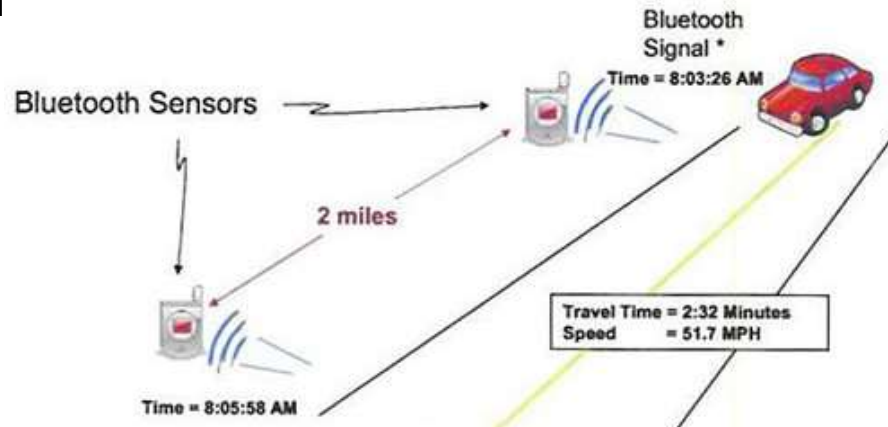 Bluetooth
Signal *
Time = 8:03:26 AM
Bluetooth Sensors
2 miles
Travel Time = 2:32 Minutes
Speed = 51.7 MPH
Time = 8:05:58 AM